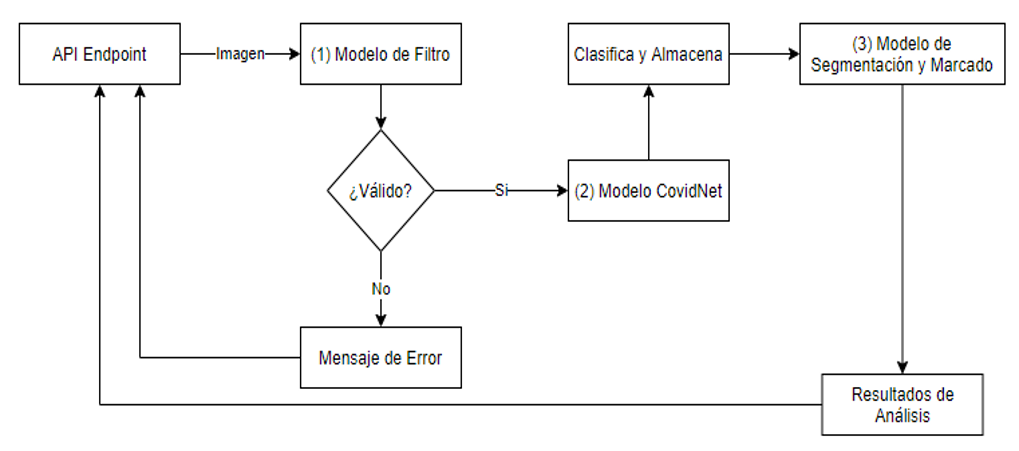 API Endpoint
Imagen
(1) Modelo de Filtro
Clasifica y Almacena
(3) Modelo de
Segmentación y Marcado
¿Válido?
Si
(2) Modelo CovidNet
No
Mensaje de Error
Resultados de
Análisis